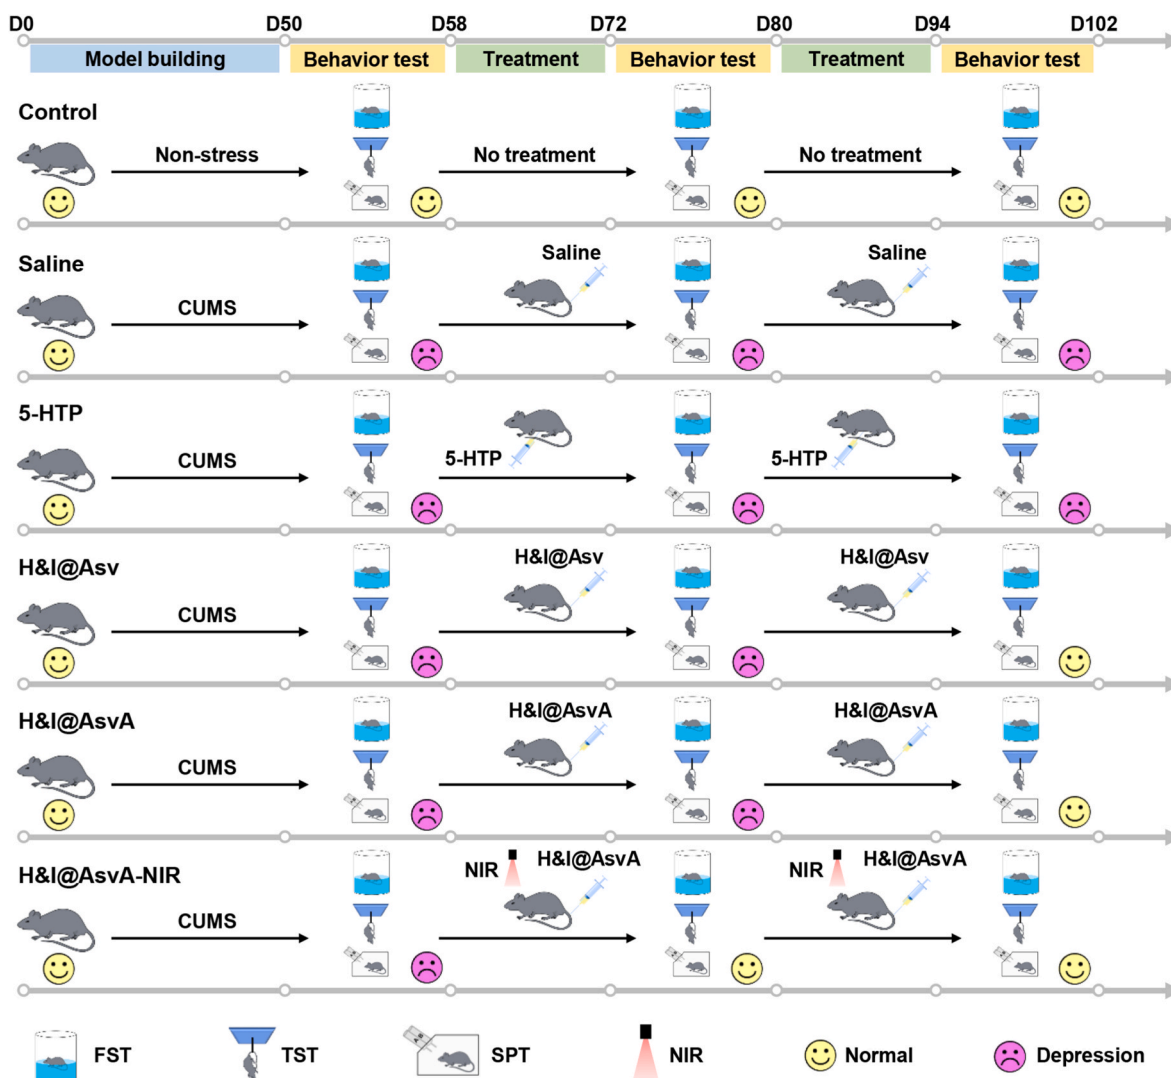 D0 D50 D58 D72 D80 D94 D102
Model building Behavior test Treatment Behavior test Treatment Behavior test
Control
Non-stress No treatment No treatment
Saline
Saline Saline
CUMS
5-HTP
CUMS 5-HTP 5-HTP
H&I@Asv
H&I@Asv H&I@Asv
CUMS
H&I@AsvA
H&I@AsvA H&I@AsvA
CUMS
H&I@AsvA-NIR
NIR H&I@AsvA NIR H&I@AsvA
CUMS
FST TST SPT NIR Normal Depression